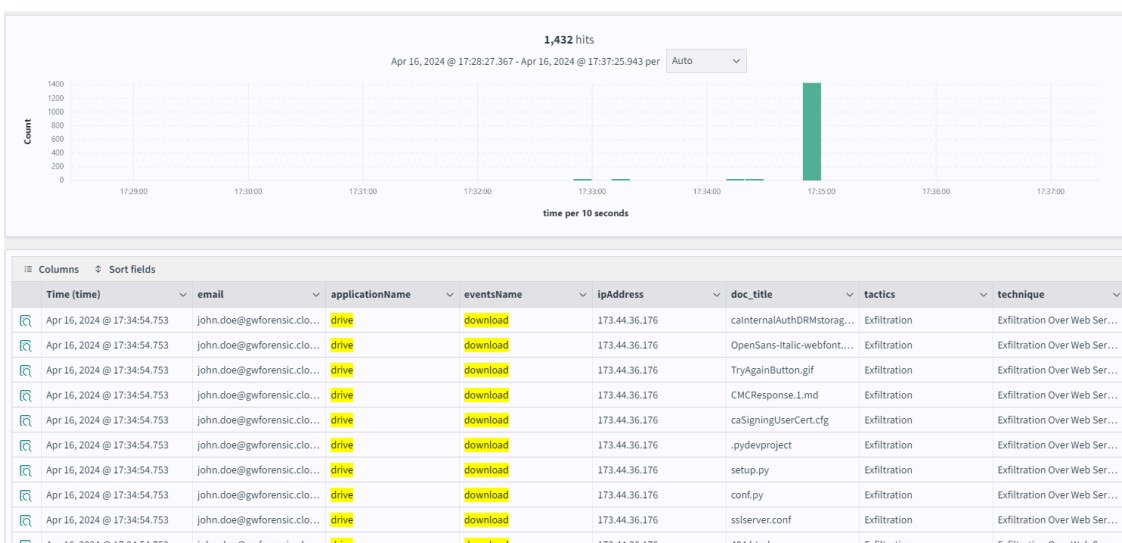 1,432 hits
Apr 16, 2024 @ 17:28:27.367 - Apr 16, 2024 @ 17:37:25.943 per Auto
1400
1200
1000
800
600
400
200
0
Count
17:29:00 17:30:00 17:31:00 17:32:00 17:33:00 17:34:00 17:35:00 17:36:00 17:37:00
time per 10 seconds
Columns Sort fields
Time (time) email applicationName eventsName ipAddress doc_title tactics technique
Apr 16, 2024 @ 17:34:54.753 john.doe@gwforensic.clo... drive download 173.44.36.176 caInternalAuthDRMstorag... Exfiltration Exfiltration Over Web Ser...
Apr 16, 2024 @ 17:34:54.753 john.doe@gwforensic.clo... drive download 173.44.36.176 OpenSans-Italic-webfont.... Exfiltration Exfiltration Over Web Ser...
Apr 16, 2024 @ 17:34:54.753 john.doe@gwforensic.clo... drive download 173.44.36.176 TryAgainButton.gif Exfiltration Exfiltration Over Web Ser...
Apr 16, 2024 @ 17:34:54.753 john.doe@gwforensic.clo... drive download 173.44.36.176 CMCResponse.1.md Exfiltration Exfiltration Over Web Ser...
Apr 16, 2024 @ 17:34:54.753 john.doe@gwforensic.clo... drive download 173.44.36.176 caSigningUserCert.cfg Exfiltration Exfiltration Over Web Ser...
Apr 16, 2024 @ 17:34:54.753 john.doe@gwforensic.clo... drive download 173.44.36.176 .pydevproject Exfiltration Exfiltration Over Web Ser...
Apr 16, 2024 @ 17:34:54.753 john.doe@gwforensic.clo... drive download 173.44.36.176 setup.py Exfiltration Exfiltration Over Web Ser...
Apr 16, 2024 @ 17:34:54.753 john.doe@gwforensic.clo... drive download 173.44.36.176 conf.py Exfiltration Exfiltration Over Web Ser...
Apr 16, 2024 @ 17:34:54.753 john.doe@gwforensic.clo... drive download 173.44.36.176 sslserver.conf Exfiltration Exfiltration Over Web Ser...